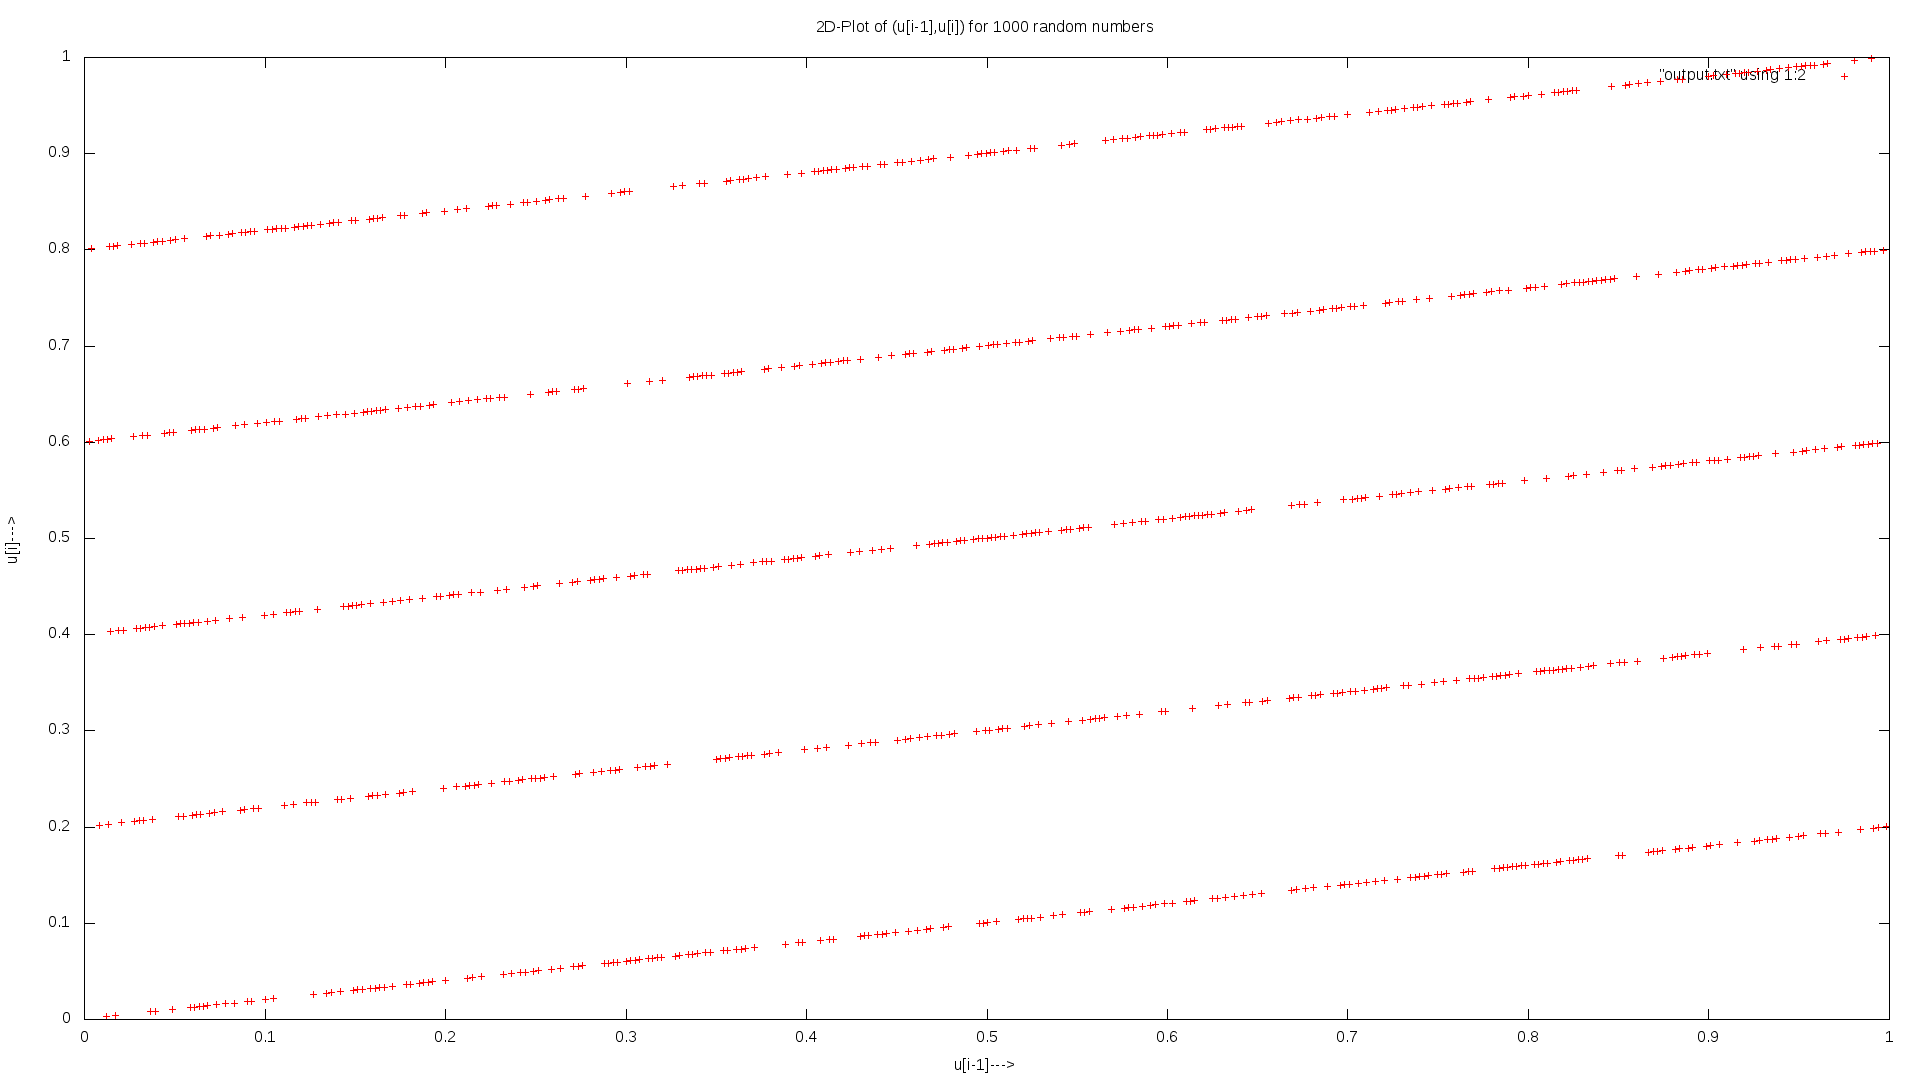 2D-Plot of (u[i-1],u[i]) for 1000 random numbers
"output.txt" using 1:2
1
0.9
0.8
0.7
0.6
0.5
0.4
0.3
0.2
0.1
0
u[i]--->
0 0.1 0.2 0.3 0.4 0.5 0.6 0.7 0.8 0.9 1
u[i-1]--->